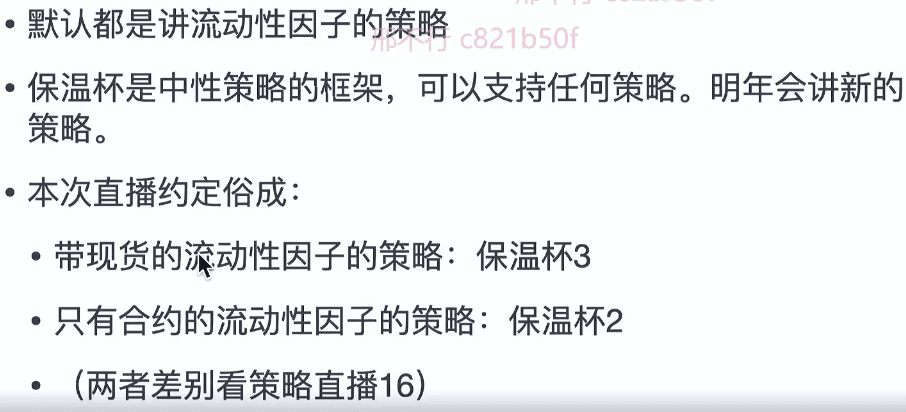 • 默认都是讲流动性因子的策略
邢不行 c821b50f
• 保温杯是中性策略的框架，可以支持任何策略。明年会讲新的
策略。
• 本次直播约定俗成：
• 带现货的流动性因子的策略：保温杯3
• 只有合约的流动性因子的策略：保温杯2
• （两者差别看策略直播16）